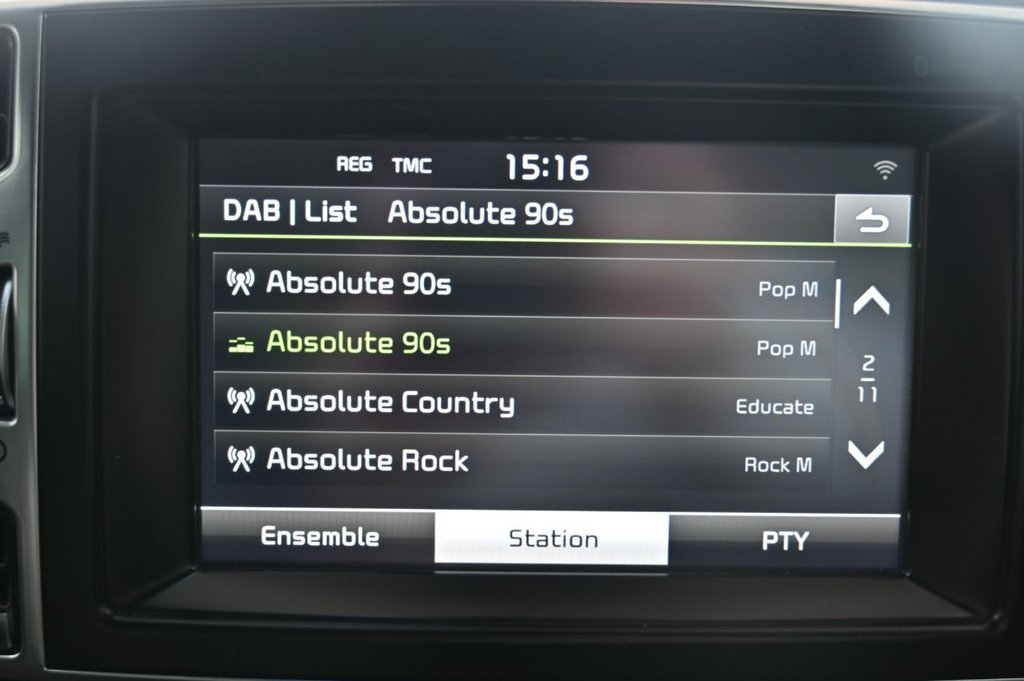 REG TMC 15:16
DAB | List Absolute 90s
Absolute 90s Pop M
Absolute 90s Pop M
Absolute Country Educate
Absolute Rock Rock M
2
11
Ensemble Station PTY